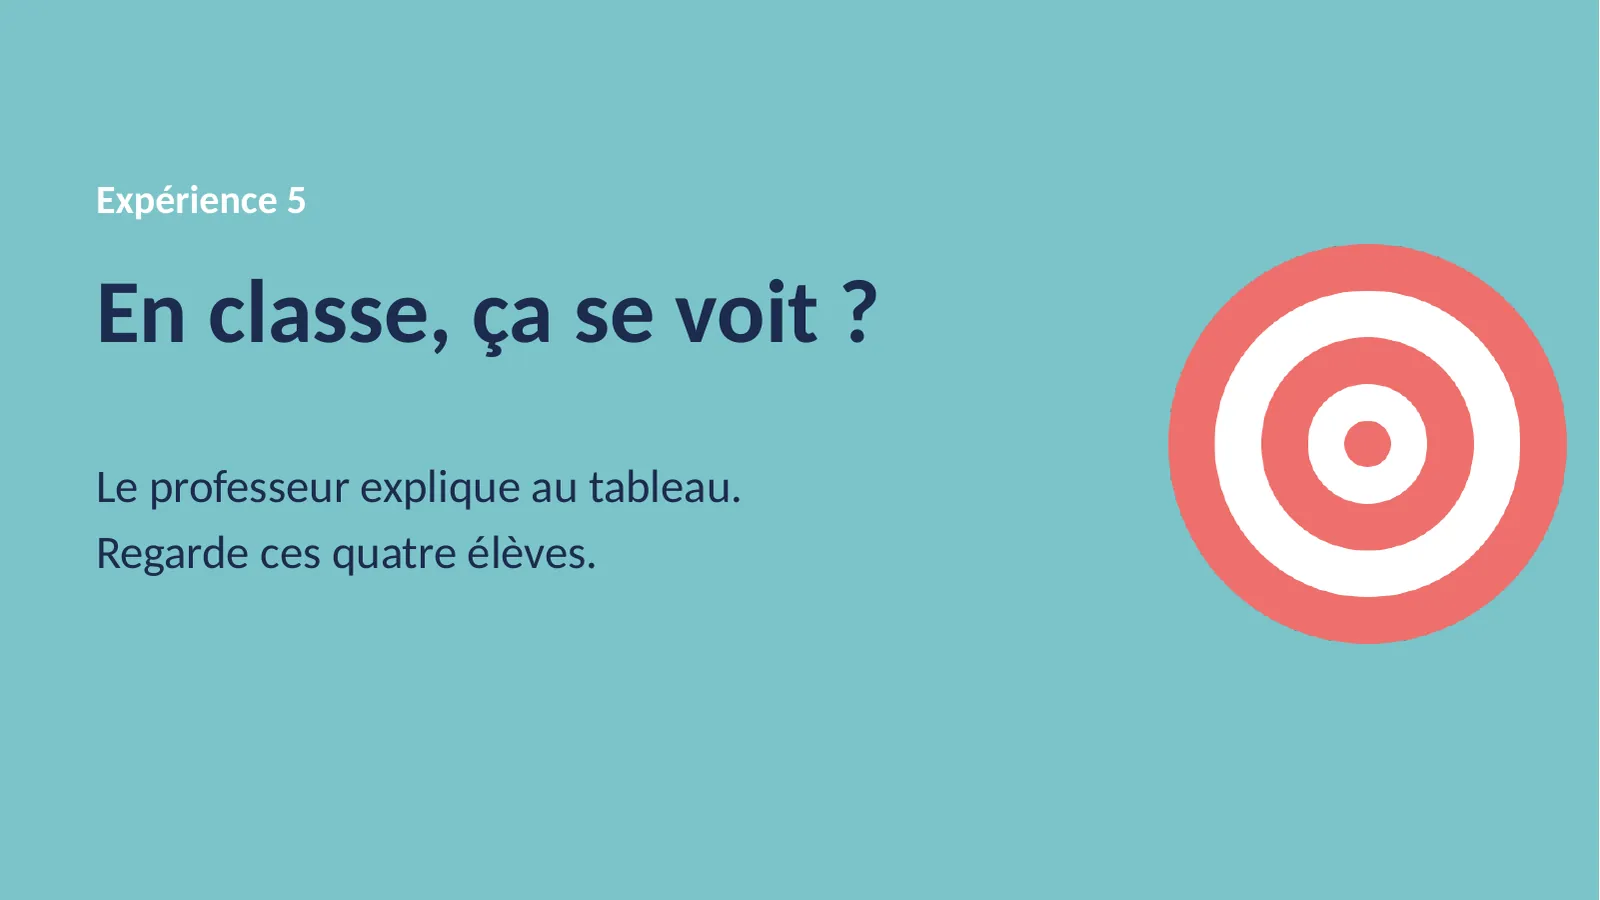 Expérience 5
En classe, ça se voit ?
Le professeur explique au tableau.
Regarde ces quatre élèves.